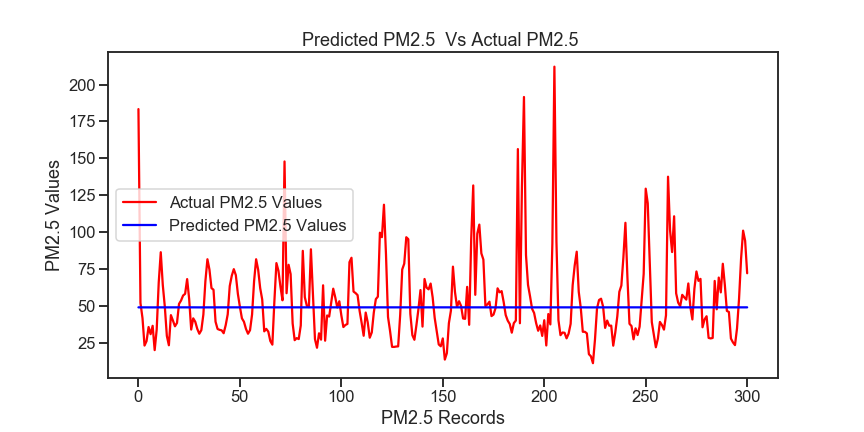 Predicted PM2.5  Vs Actual PM2.5
200
175
150
125
100
75
50
25
PM2.5 Values
Actual PM2.5 Values
Predicted PM2.5 Values
0 50 100 150 200 250 300
PM2.5 Records